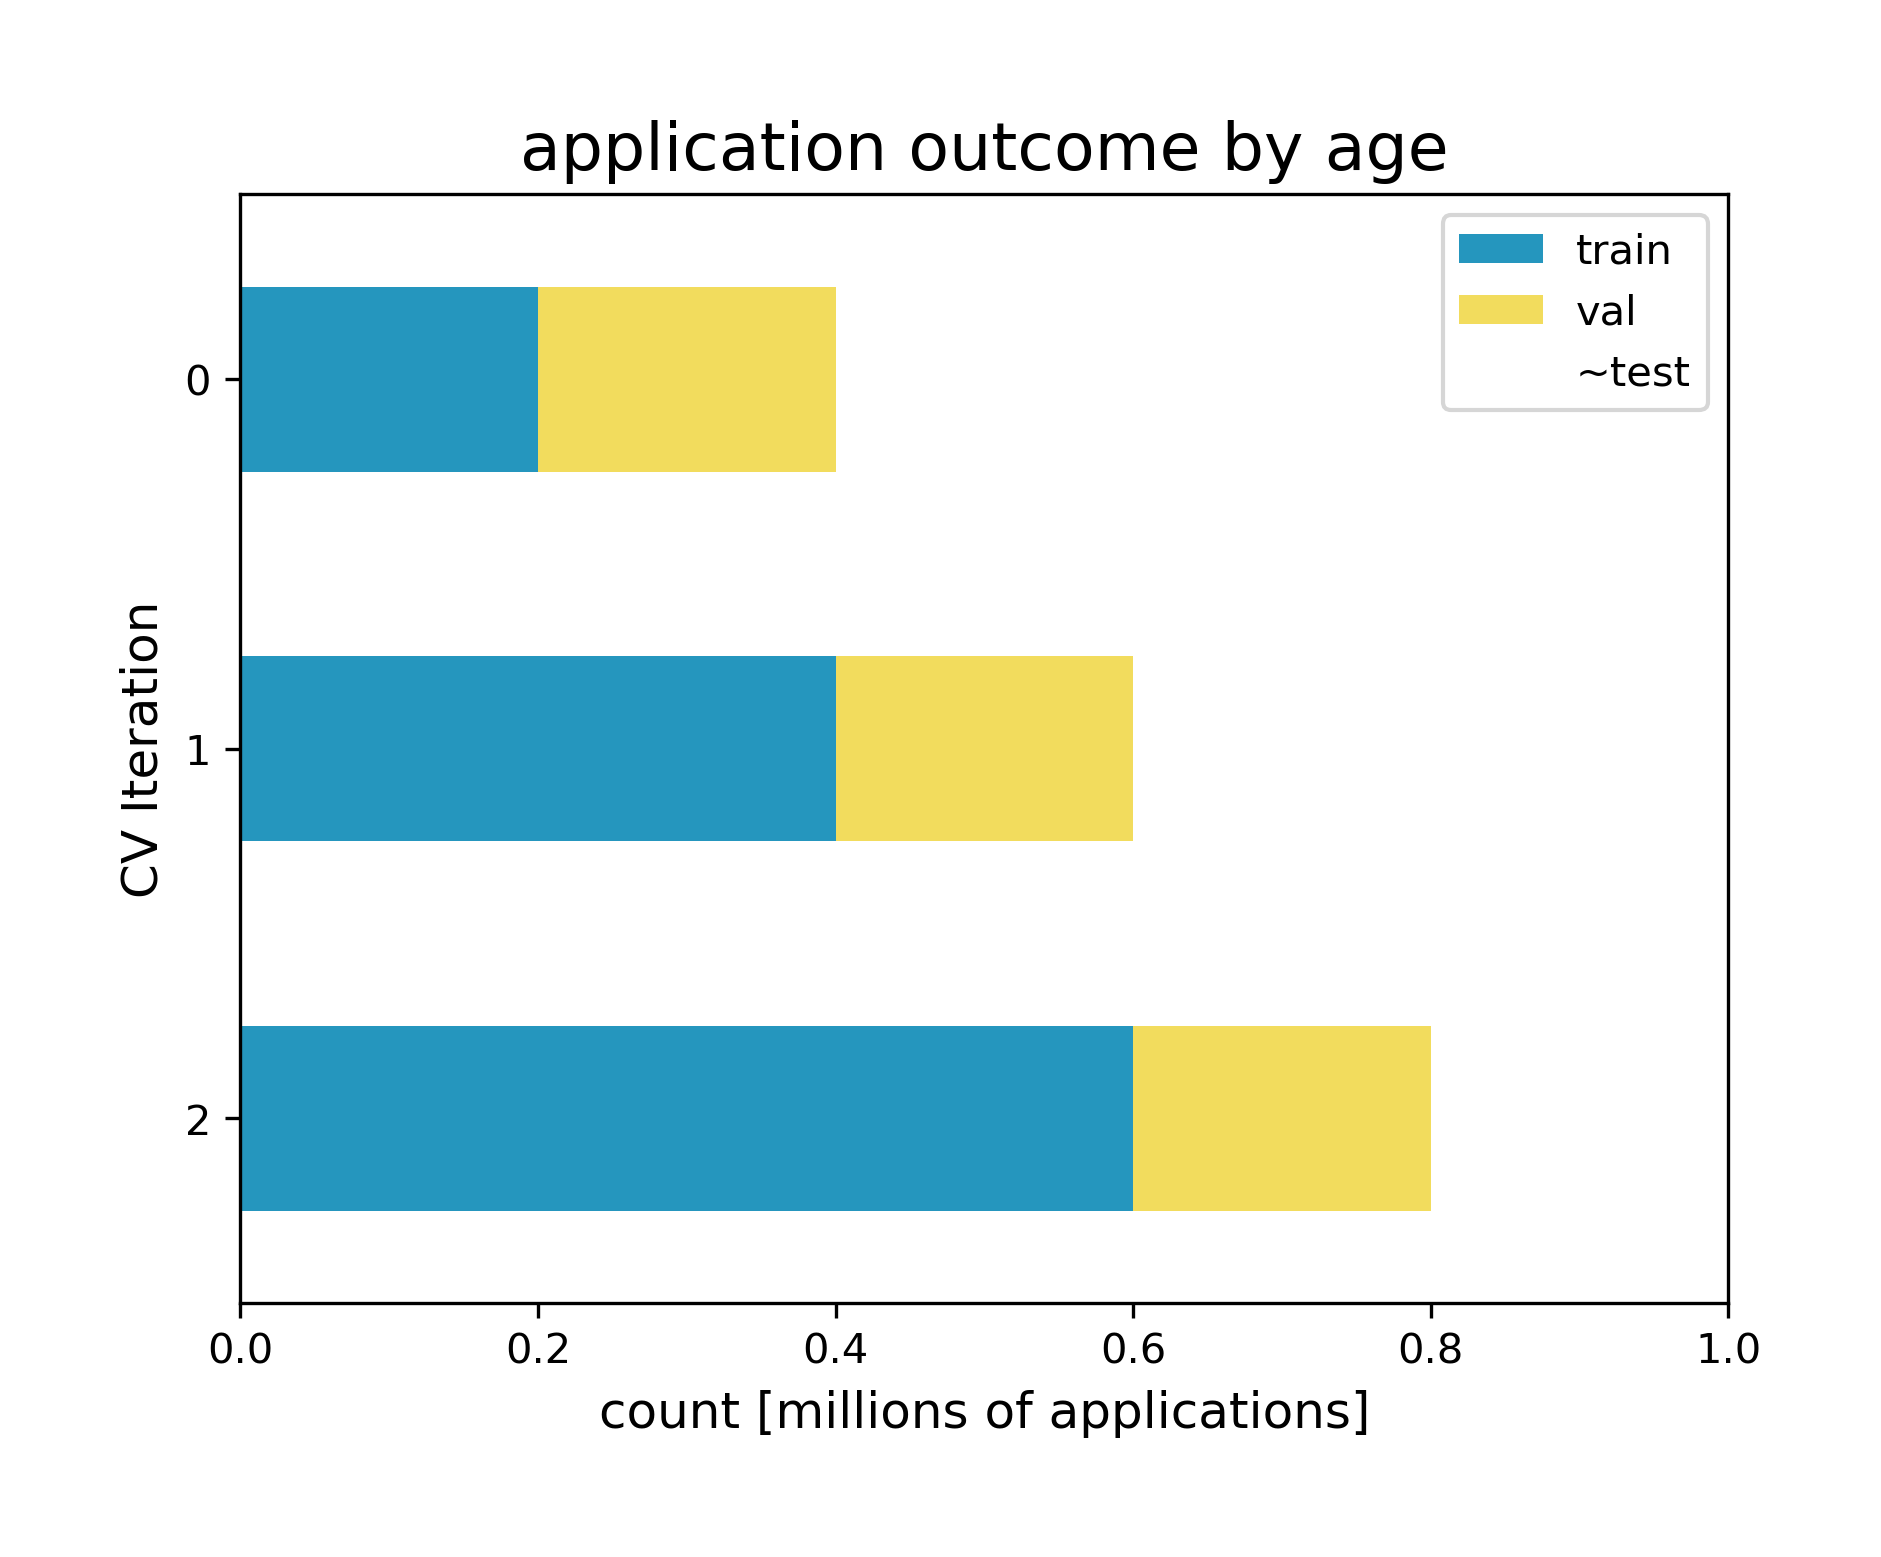 application outcome by age
train
val
~test
0
1
2
CV Iteration
0.0 0.2 0.4 0.6 0.8 1.0
count [millions of applications]